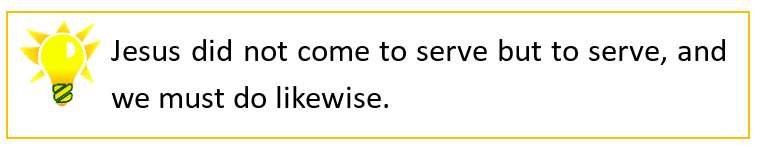 Jesus did not come to serve but to serve, and
we must do likewise.